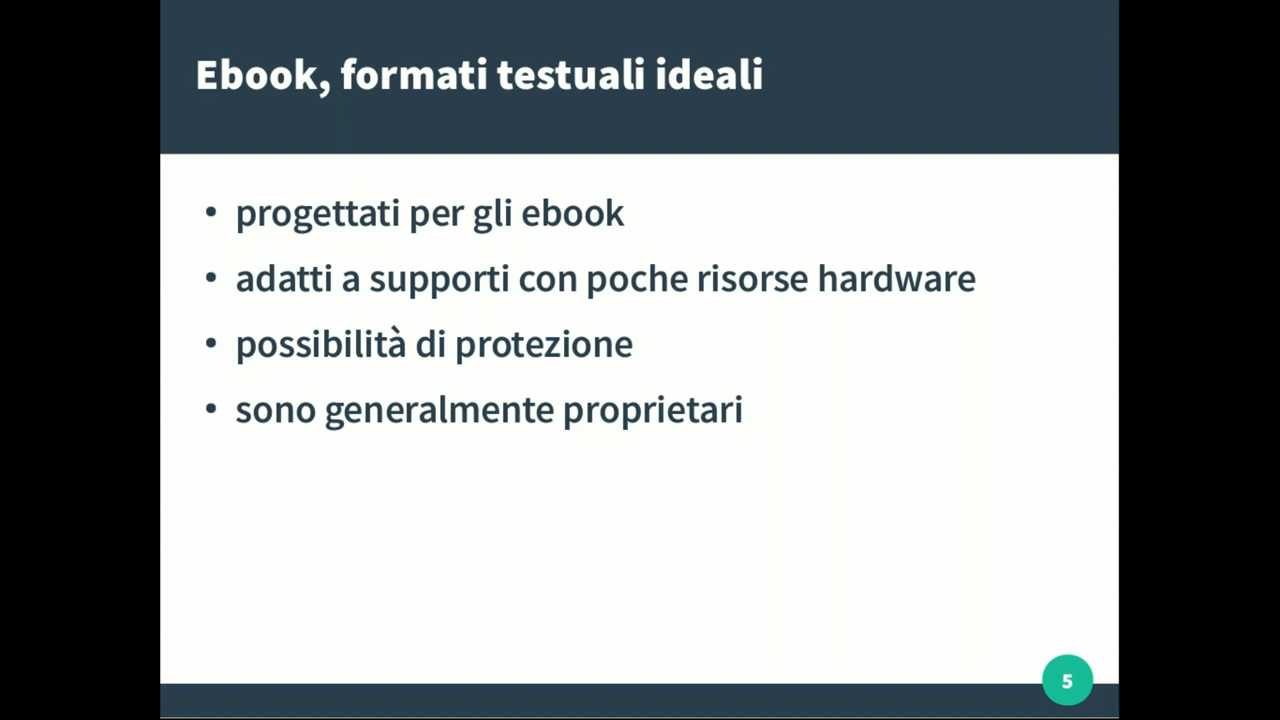 Ebook, formati testuali ideali
• progettati per gli ebook
• adatti a supporti con poche risorse hardware
• possibilità di protezione
• sono generalmente proprietari
5